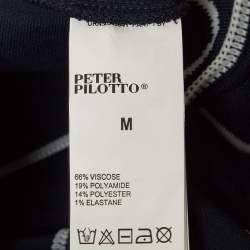 PETER
PILOTTO®
M
66% VISCOSE
19% POLYAMIDE
14% POLYESTER
1% ELASTANE